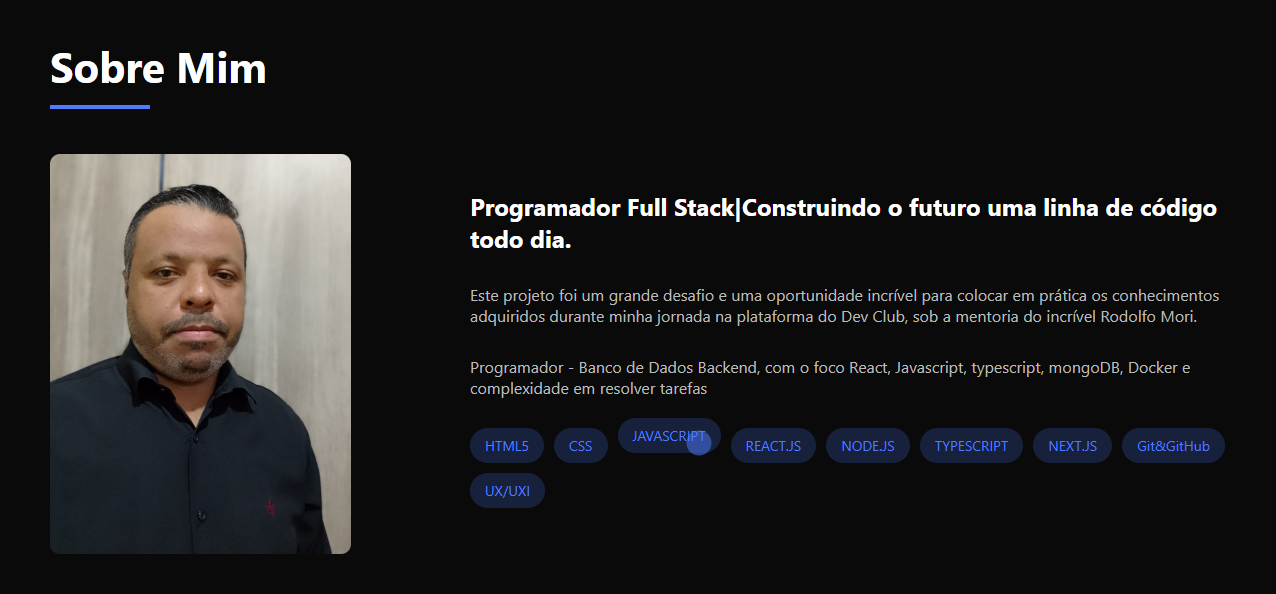 Sobre Mim
Programador Full Stack|Construindo o futuro uma linha de código
todo dia.
Este projeto foi um grande desafio e uma oportunidade incrível para colocar em prática os conhecimentos
adquiridos durante minha jornada na plataforma do Dev Club, sob a mentoria do incrível Rodolfo Mori.
Programador - Banco de Dados Backend, com o foco React, Javascript, typescript, mongoDB, Docker e
complexidade em resolver tarefas
HTML5 CSS JAVASCRIPT REACT.JS NODE.JS TYPESCRIPT NEXT.JS Git&GitHub
UX/UXI